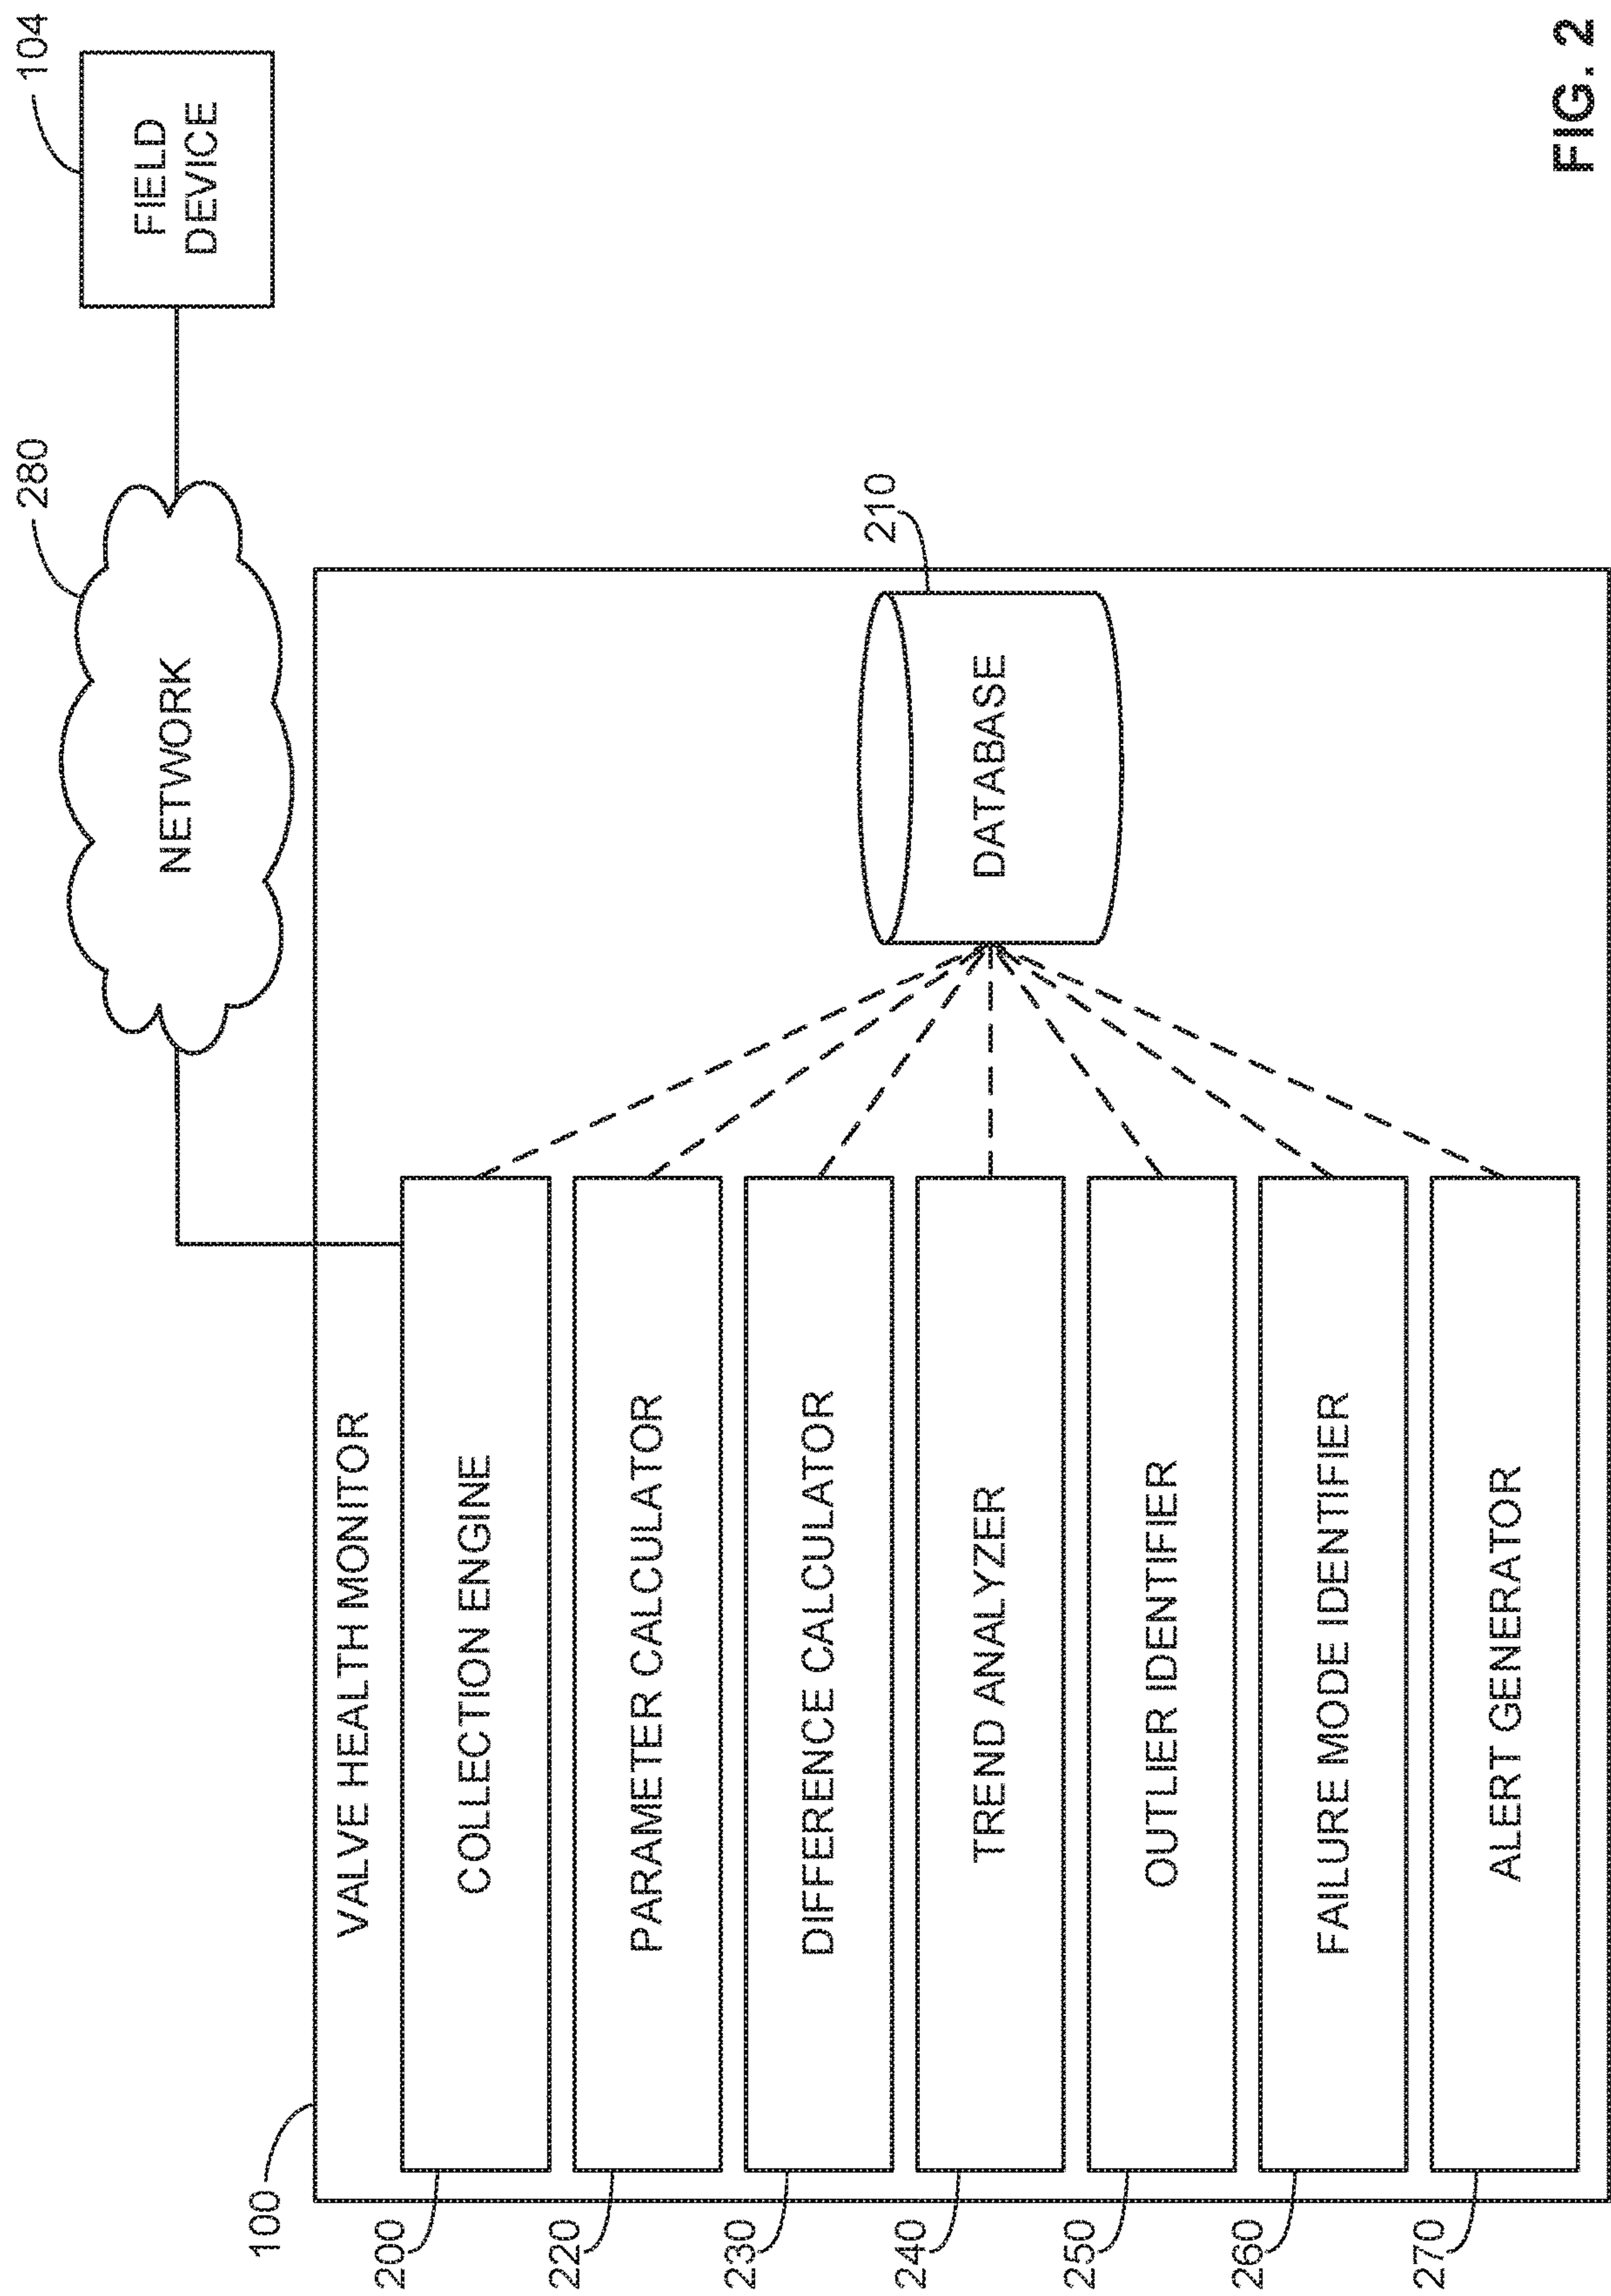 104
FIELD
DEVICE
280
NETWORK
100
VALVE HEALTH MONITOR
200
COLLECTION ENGINE
220
PARAMETER CALCULATOR
230
DIFFERENCE CALCULATOR
240
TREND ANALYZER
250
OUTLIER IDENTIFIER
260
FAILURE MODE IDENTIFIER
270
ALERT GENERATOR
210
DATABASE
FIG. 2